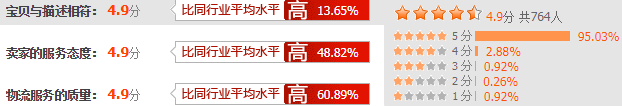 宝贝与描述相符： 4.9分 比同行业平均水平 高 13.65%
卖家的服务态度： 4.9分 比同行业平均水平 高 48.82%
物流服务的质量： 4.9分 比同行业平均水平 高 60.89%
4.9分 共764人
5分 95.03%
4分 2.88%
3分 0.92%
2分 0.26%
1分 0.92%